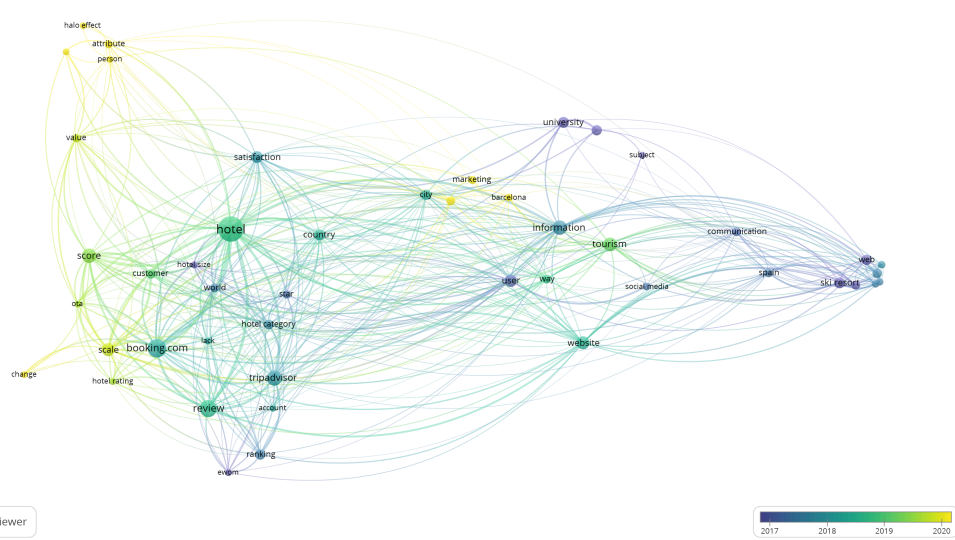 halo effect
attribute
person
university
value
satisfaction
subject
marketing
city
barcelona
hotel
country
information
communication
tourism
score
hotel size
customer
web
world
spain
user
way
ski resort
social media
star
ota
hotel category
lack
booking.com
scale
website
change
hotel rating
tripadvisor
review
account
ranking
ewom
iewer
2017
2018
2019
2020